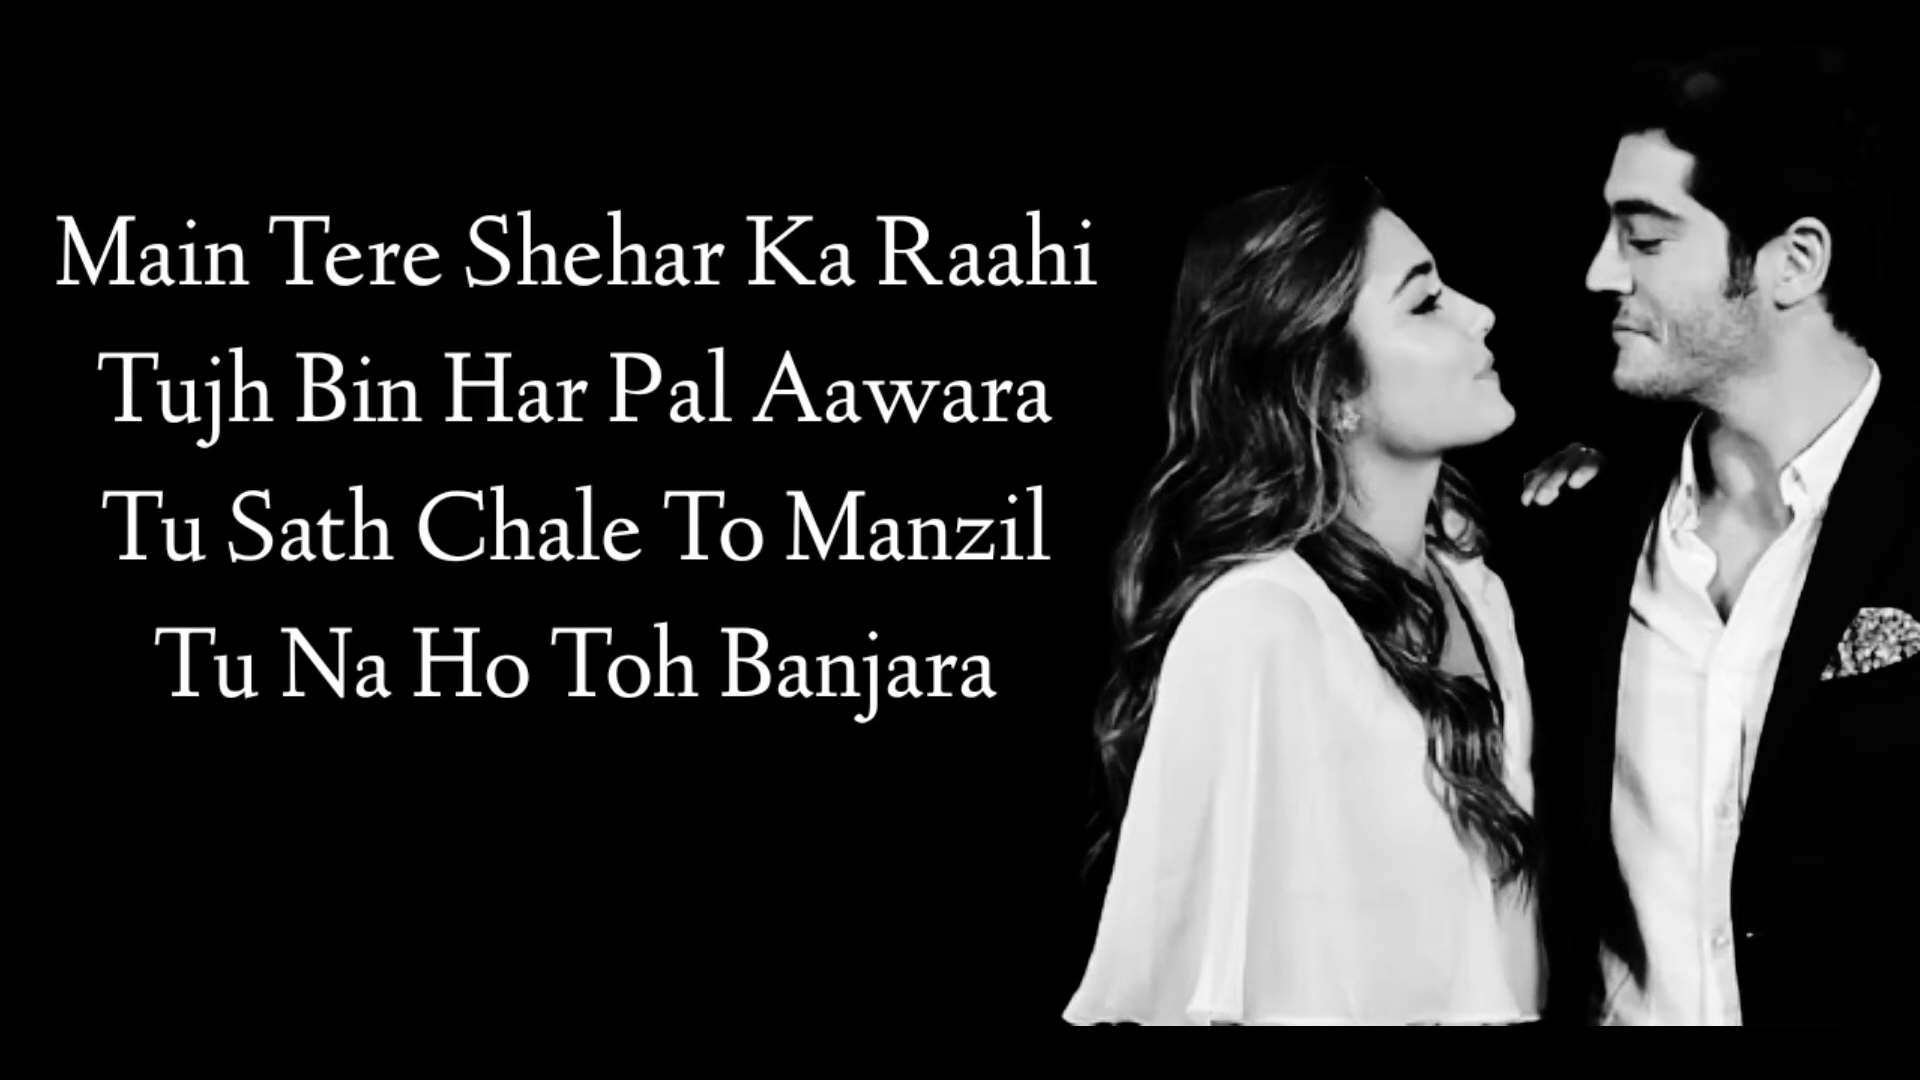 Main Tere Shehar Ka Raahi
Tujh Bin Har Pal Aawara
Tu Sath Chale To Manzil
Tu Na Ho Toh Banjara